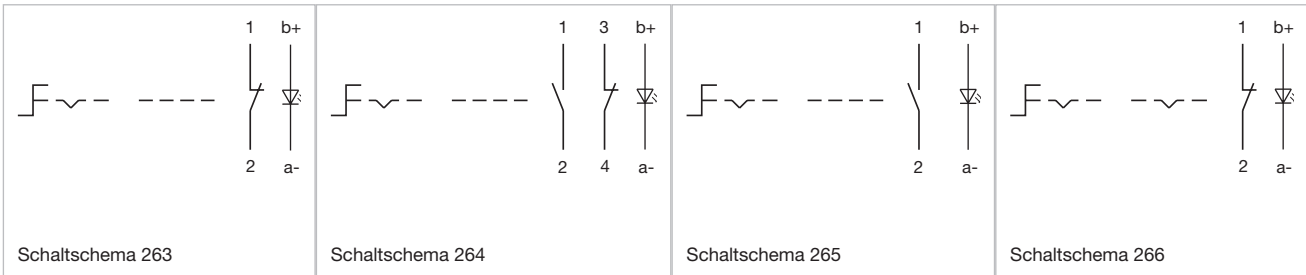 1 b+
2 a-
Schaltschema 263
1 3 b+
2 4 a-
Schaltschema 264
1 b+
2 a-
Schaltschema 265
1 b+
2 a-
Schaltschema 266